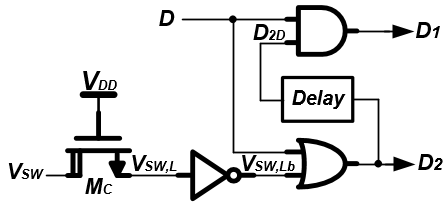 D
D2D
D1
VDD
Delay
VSW
MC
VSW,L
VSW,Lb
D2